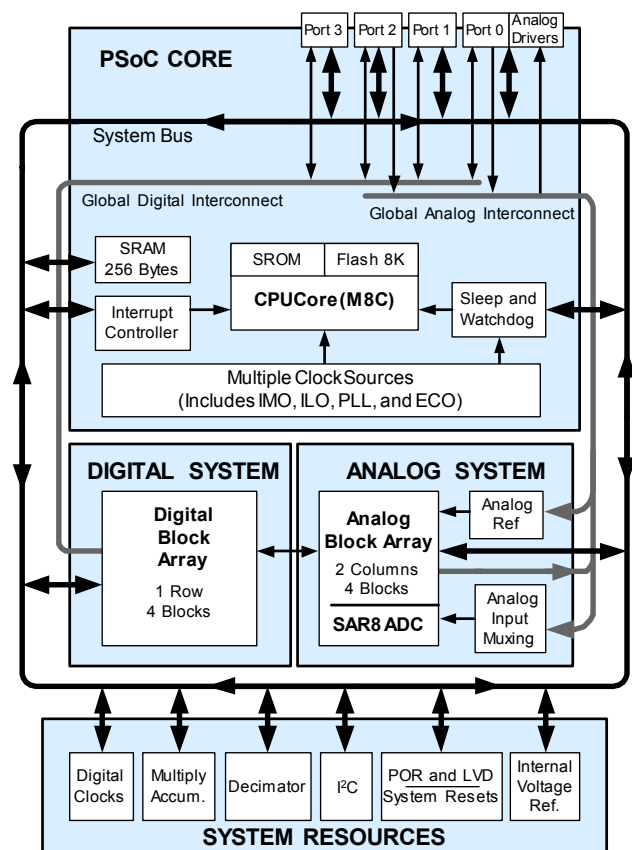 Port 3
Port 2
Port 1
Port 0
Analog
Drivers
PSoC CORE
System Bus
Global Digital Interconnect
Global Analog Interconnect
SRAM
256 Bytes
SROM
Flash 8K
CPUCore(M8C)
Interrupt
Controller
Sleep and
Watchdog
Multiple ClockSources
(Includes IMO, ILO, PLL, and ECO)
DIGITAL SYSTEM
ANALOG SYSTEM
Digital
Block
Array
1 Row
4 Blocks
Analog
Block Array
2 Columns
4 Blocks
SAR8 ADC
Analog
Ref
Analog
Input
Muxing
Digital
Clocks
Multiply
Accum.
Decimator
I²C
POR and LVD
System Resets
Internal
Voltage
Ref.
SYSTEM RESOURCES